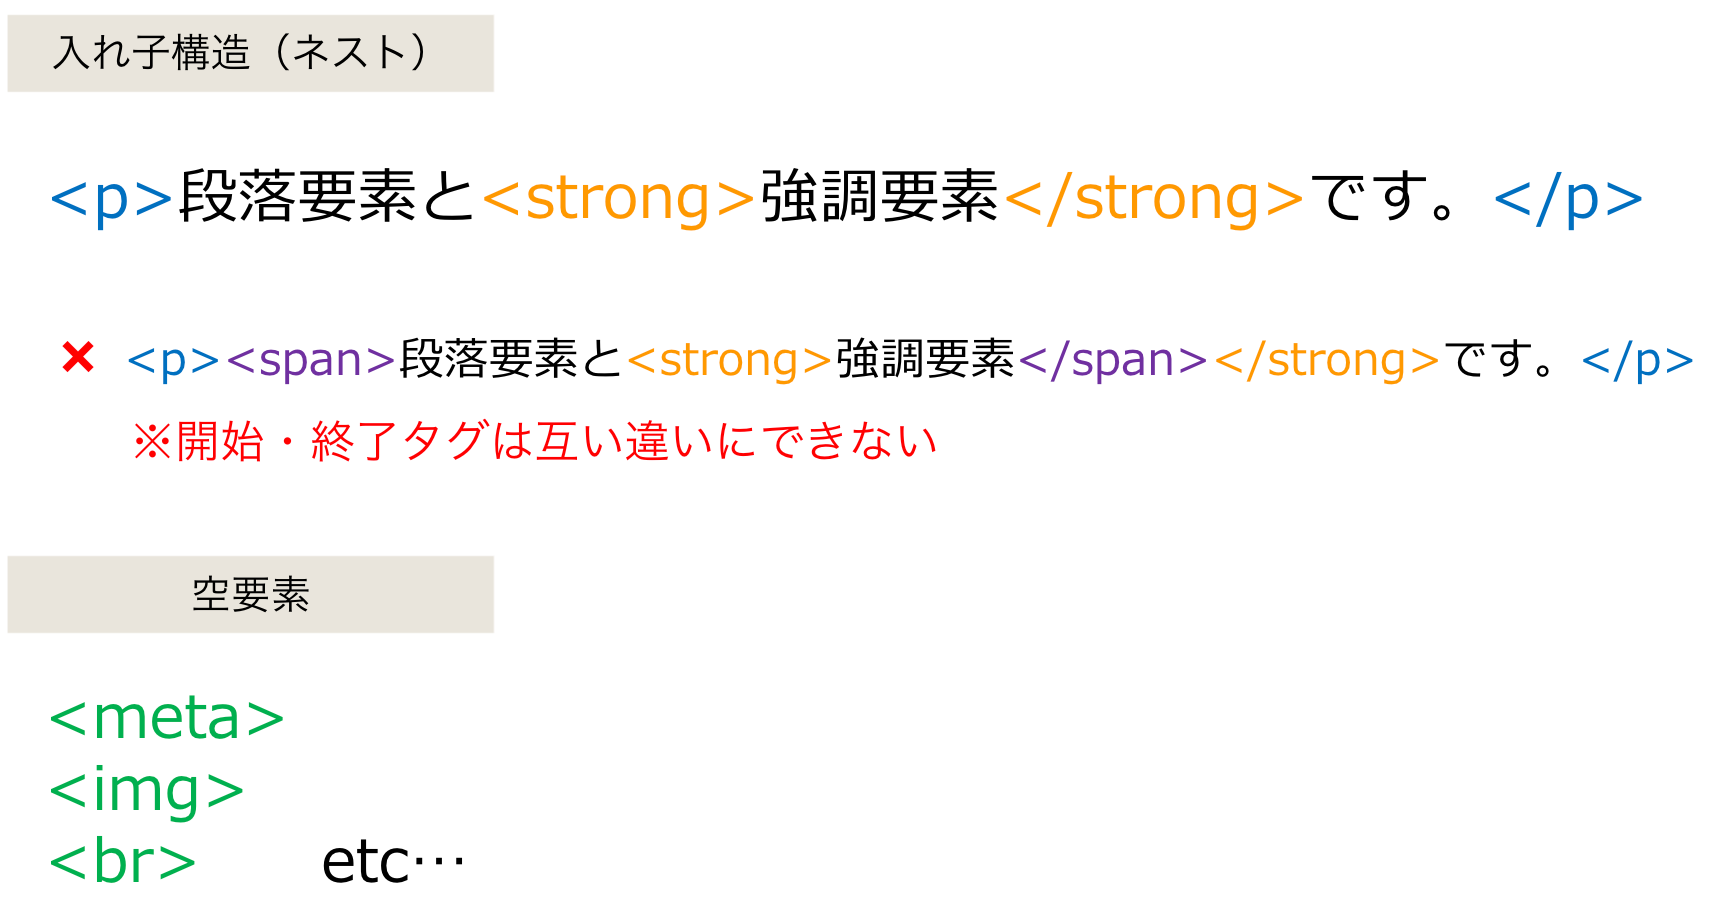 入れ子構造（ネスト）
<p>段落要素と<strong>強調要素</strong>です。</p>
× <p><span>段落要素と<strong>強調要素</span></strong>です。</p>
※開始・終了タグは互い違いにできない
空要素
<meta>
<img>
<br> etc…